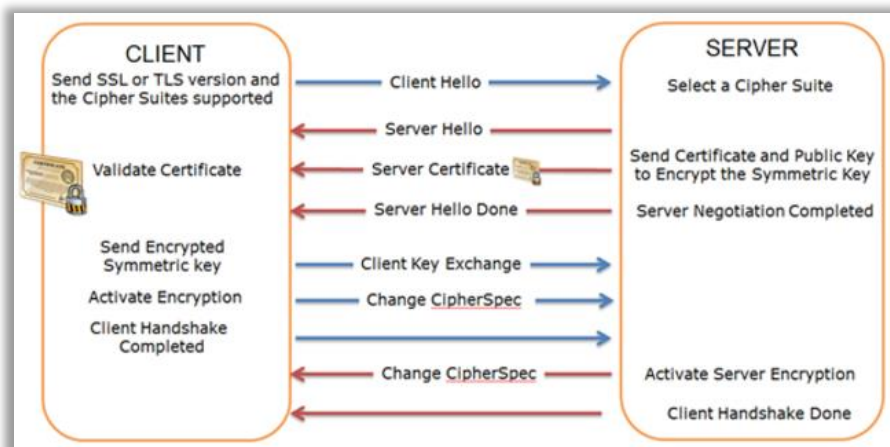 CLIENT
SERVER
Send SSL or TLS version and
the Cipher Suites supported
Client Hello
Select a Cipher Suite
Server Hello
Validate Certificate
Server Certificate
Send Certificate and Public Key
to Encrypt the Symmetric Key
Server Hello Done
Server Negotiation Completed
Send Encrypted
Symmetric key
Client Key Exchange
Activate Encryption
Change CipherSpec
Client Handshake
Completed
Change CipherSpec
Activate Server Encryption
Client Handshake Done